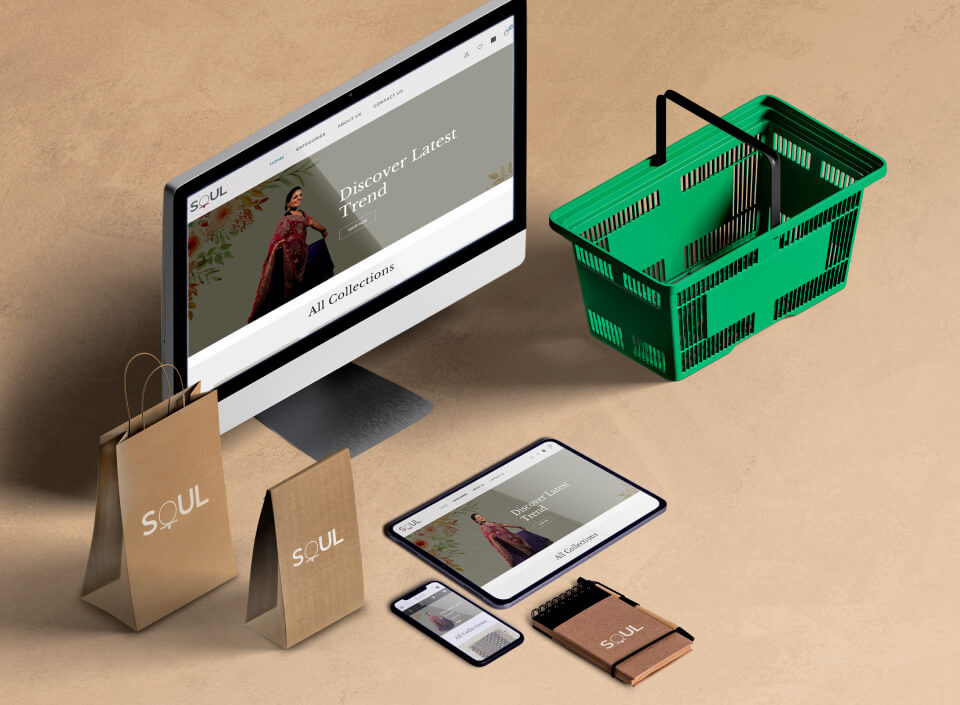 HOME
CATEGORIES
ABOUT US
CONTACT US
SOUL
Discover Latest
Trend
SHOP NOW
All Collections
SOUL
SOUL
SOUL
Discover Latest
Trend
All Collections
All Collections
SOUL